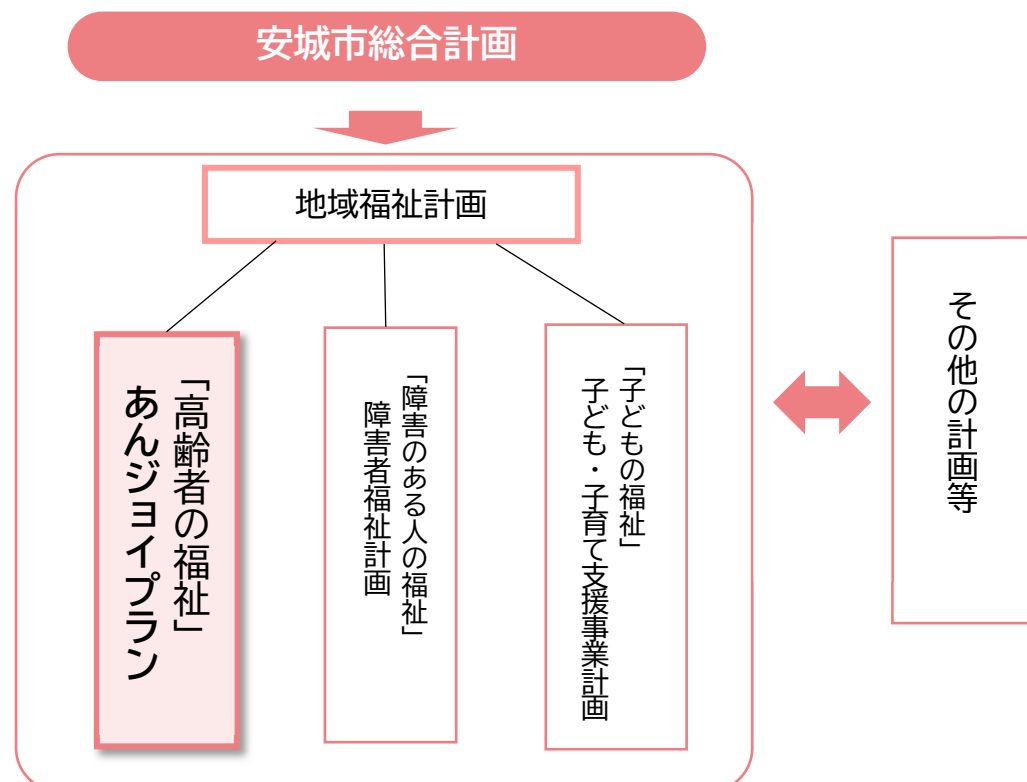 安城市総合計画
地域福祉計画
「高齢者の福祉」
あんジョイプラン
「障害のある人の福祉」
障害者福祉計画
「子どもの福祉」
子ども・子育て支援事業計画
その他の計画等